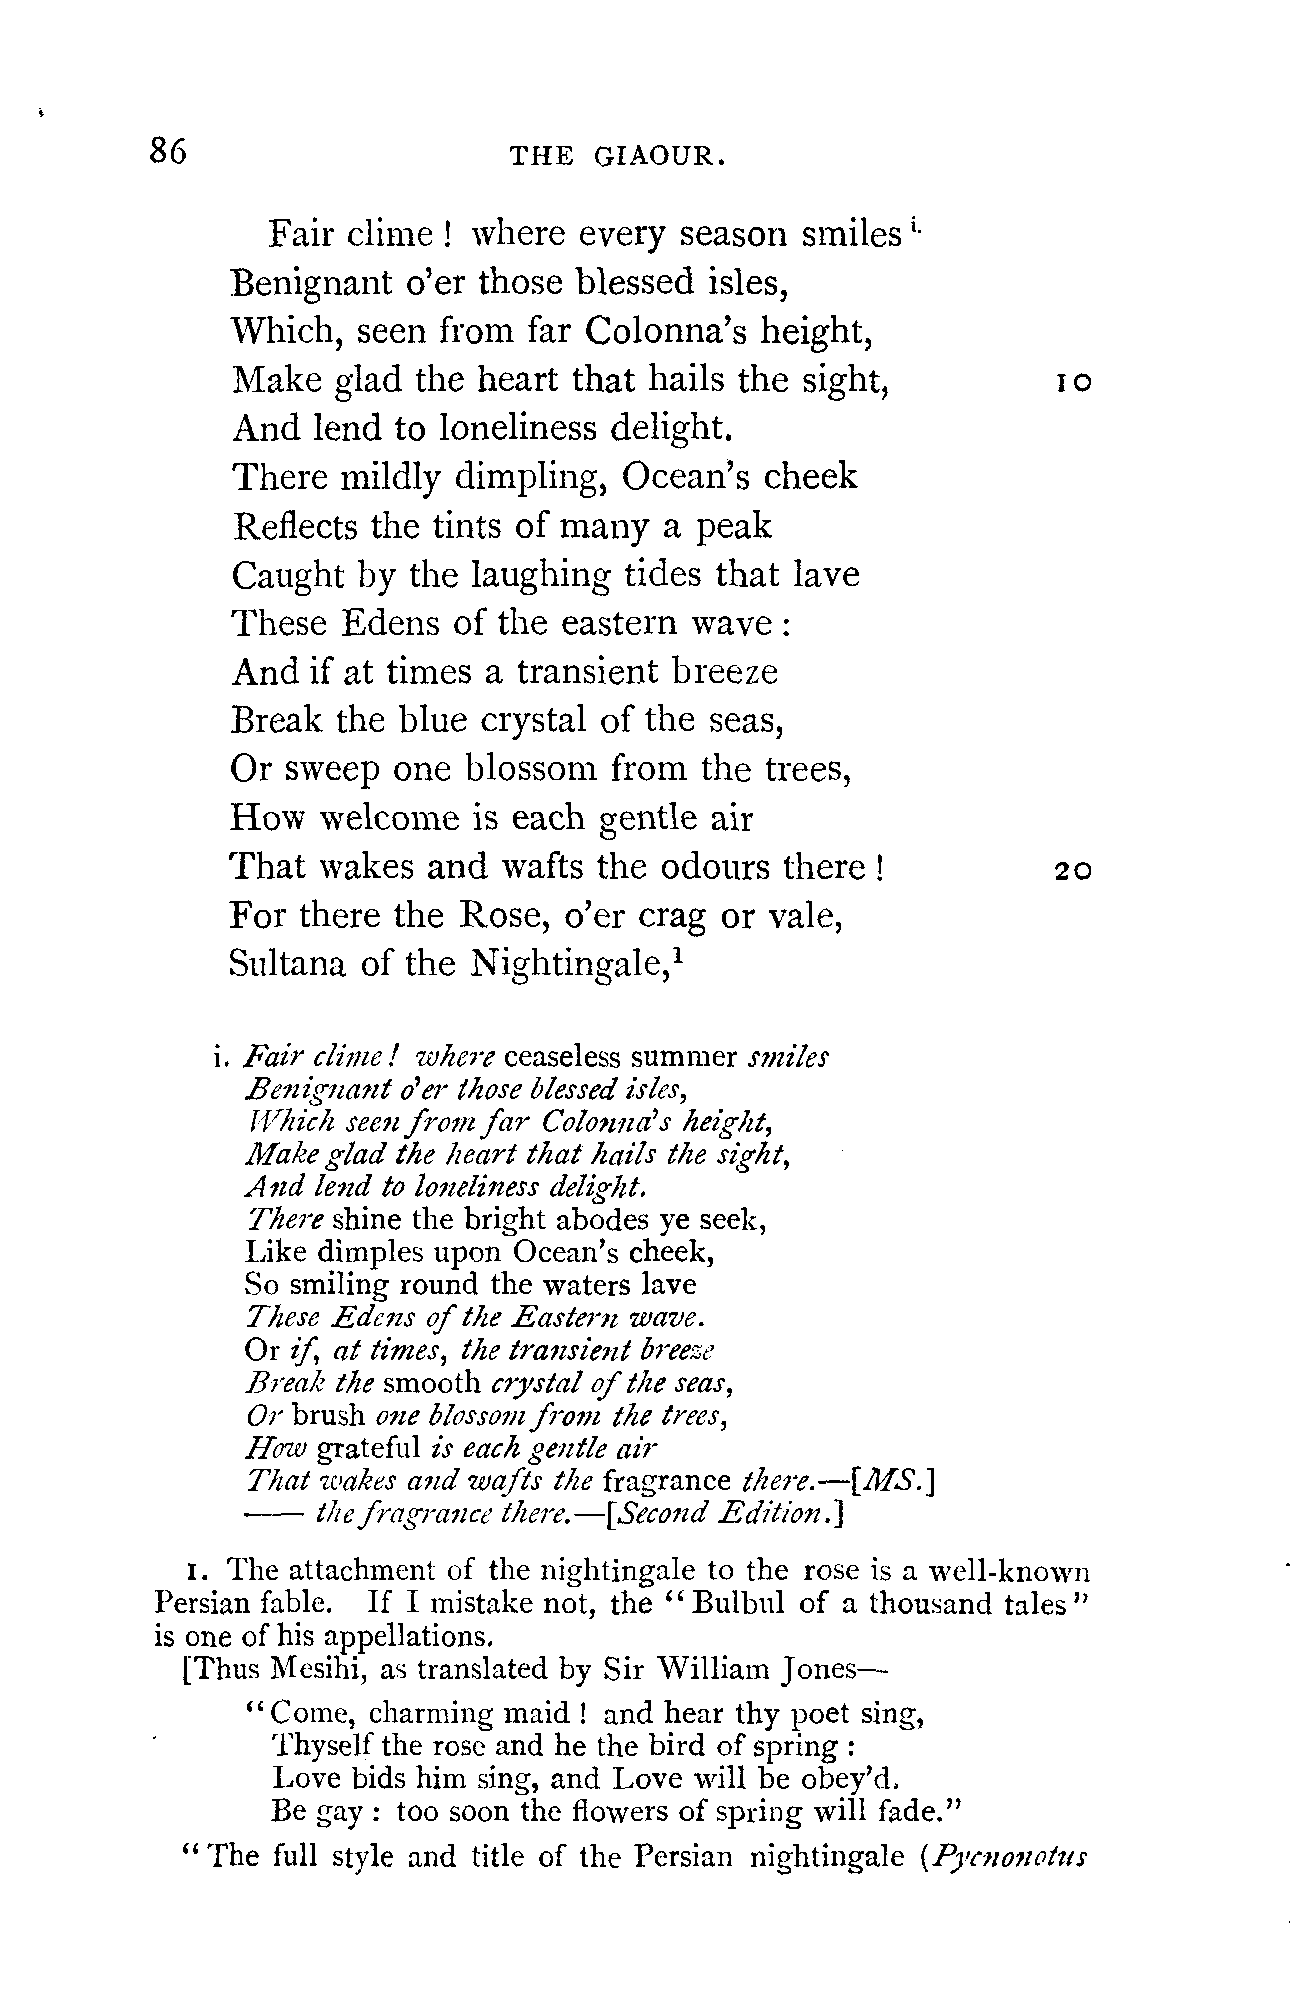 86 THE GIAOUR.
Fair clime ! where every season smiles i.
Benignant o'er those blessed isles,
Which, seen from far Colonna's height,
Make glad the heart that hails the sight, 10
And lend to loneliness delight.
There mildly dimpling, Ocean's cheek
Reflects the tints of many a peak
Caught by the laughing tides that lave
These Edens of the eastern wave :
And if at times a transient breeze
Break the blue crystal of the seas,
Or sweep one blossom from the trees,
How welcome is each gentle air
That wakes and wafts the odours there ! 20
For there the Rose, o'er crag or vale,
Sultana of the Nightingale,1
i. Fair clime ! where ceaseless summer smiles
Benignant o'er those blessed isles,
Which seen from far Colonna's height,
Make glad the heart that hails the sight,
And lend to loneliness delight.
There shine the bright abodes ye seek,
Like dimples upon Ocean's cheek,
So smiling round the waters lave
These Edens of the Eastern wave.
Or if, at times, the transient breeze
Break the smooth crystal of the seas,
Or brush one blossom from the trees,
How grateful is each gentle air
That wakes and wafts the fragrance there.—[MS.]
—— the fragrance there.—[Second Edition.]
1. The attachment of the nightingale to the rose is a well-known
Persian fable. If I mistake not, the "Bulbul of a thousand tales"
is one of his appellations.
[Thus Mesihi, as translated by Sir William Jones—
"Come, charming maid ! and hear thy poet sing,
Thyself the rose and he the bird of spring :
Love bids him sing, and Love will be obey'd.
Be gay : too soon the flowers of spring will fade."
"The full style and title of the Persian nightingale (Pycnonotus